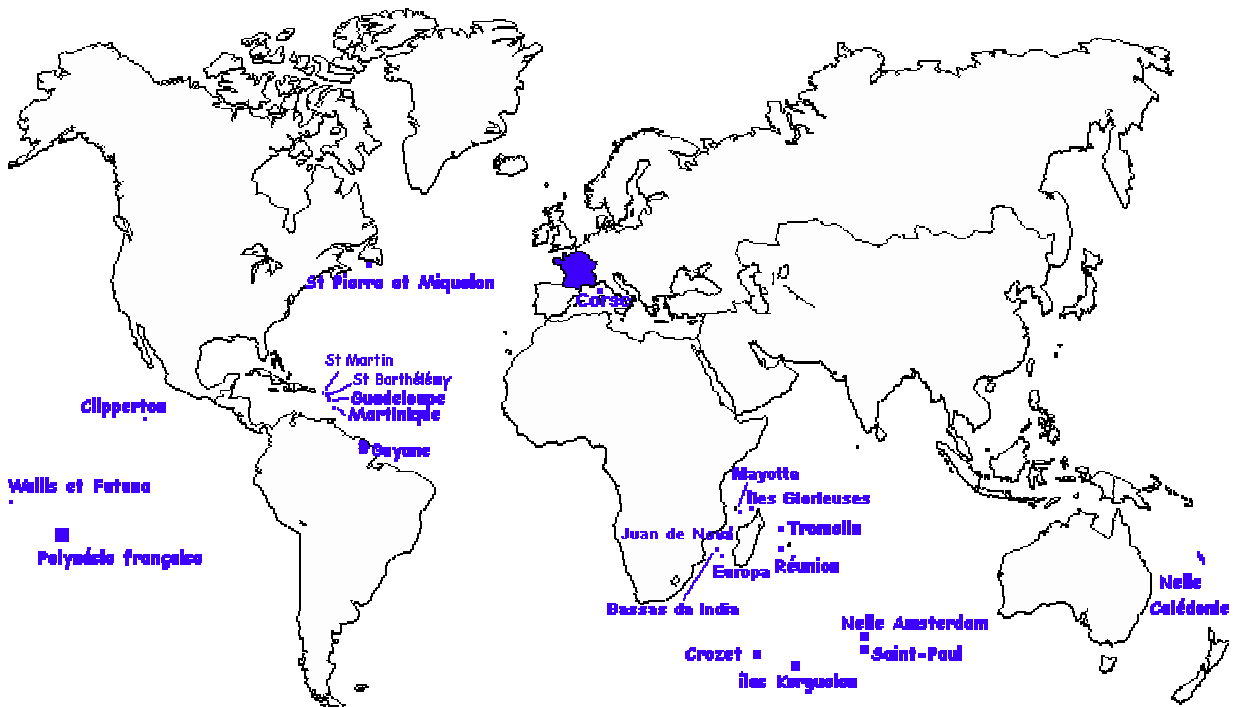 St Pierre et Miquelon
Corse
St Martin
St Barthélémy
Guadeloupe
Martinique
Clipperton
Guyane
Wallis et Futuna
Polynésie française
Mayotte
Îles Glorieuses
Juan de Nova
Tromelin
Europa
Réunion
Bassas da India
Nelle
Calédonie
Nelle Amsterdam
Saint-Paul
Crozet
Îles Kerguelen